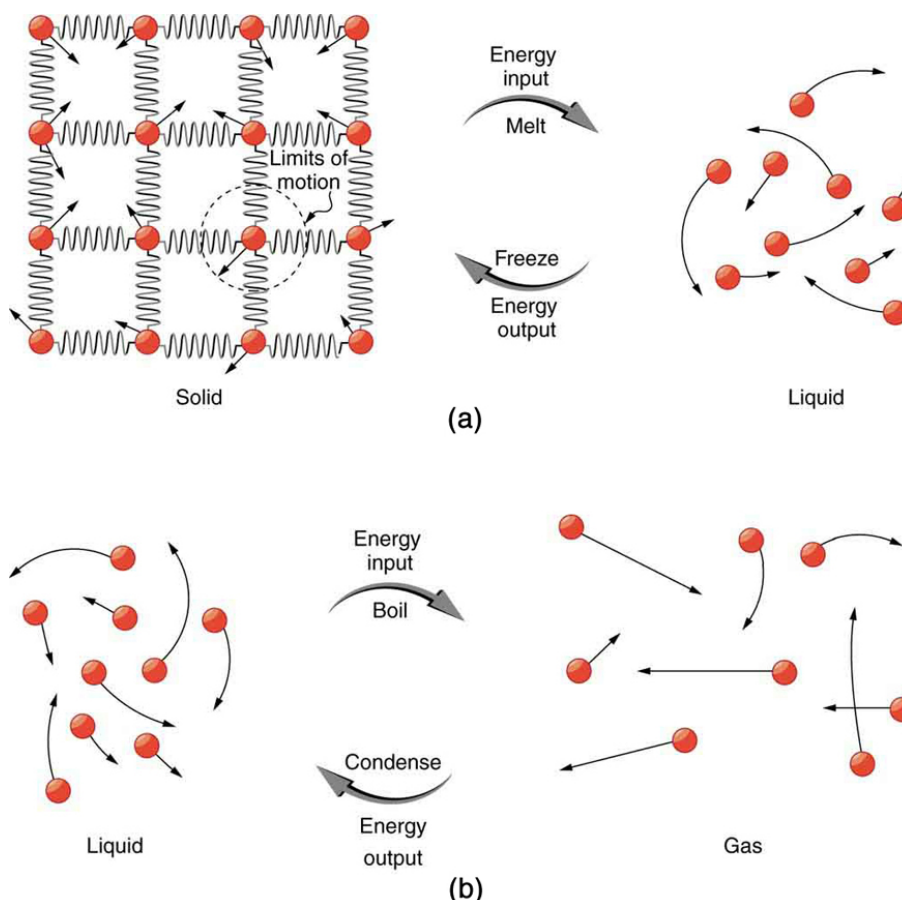 Energy
input
Melt
Limits of
motion
Freeze
Energy
output
Solid
Liquid
(a)
Energy
input
Boil
Condense
Energy
output
Liquid
Gas
(b)